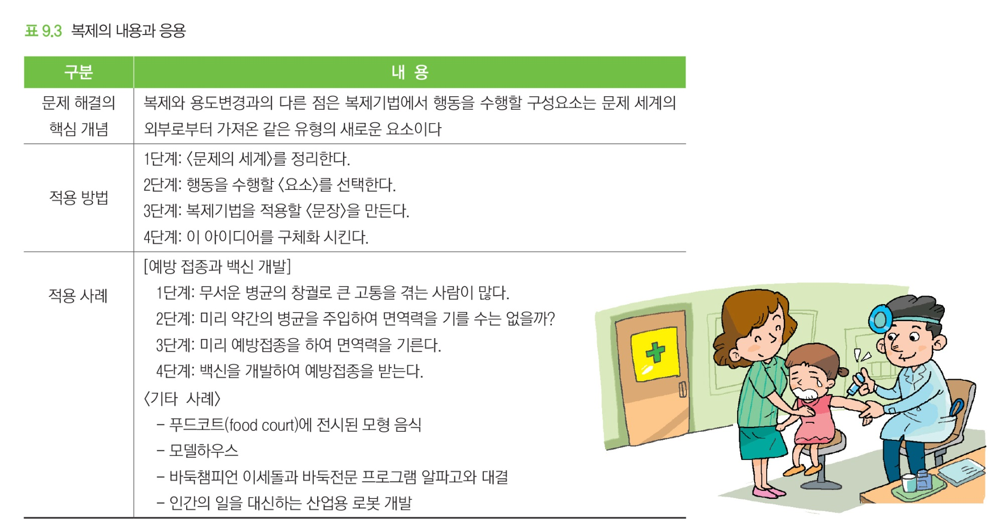 표 9.3 복제의 내용과 응용
구분
내 용
문제 해결의
핵심 개념
복제와 용도변경과의 다른 점은 복제기법에서 행동을 수행할 구성요소는 문제 세계의
외부로부터 가져온 같은 유형의 새로운 요소이다
적용 방법
1단계: 〈문제의 세계〉를 정리한다.
2단계: 행동을 수행할 〈요소〉를 선택한다.
3단계: 복제기법을 적용할 〈문장〉을 만든다.
4단계: 이 아이디어를 구체화 시킨다.
적용 사례
[예방 접종과 백신 개발]
1단계: 무서운 병균의 창궐로 큰 고통을 겪는 사람이 많다.
2단계: 미리 약간의 병균을 주입하여 면역력을 기를 수는 없을까?
3단계: 미리 예방접종을 하여 면역력을 기른다.
4단계: 백신을 개발하여 예방접종을 받는다.
〈기타 사례〉
– 푸드코트(food court)에 전시된 모형 음식
– 모델하우스
– 바둑챔피언 이세돌과 바둑전문 프로그램 알파고와 대결
– 인간의 일을 대신하는 산업용 로봇 개발